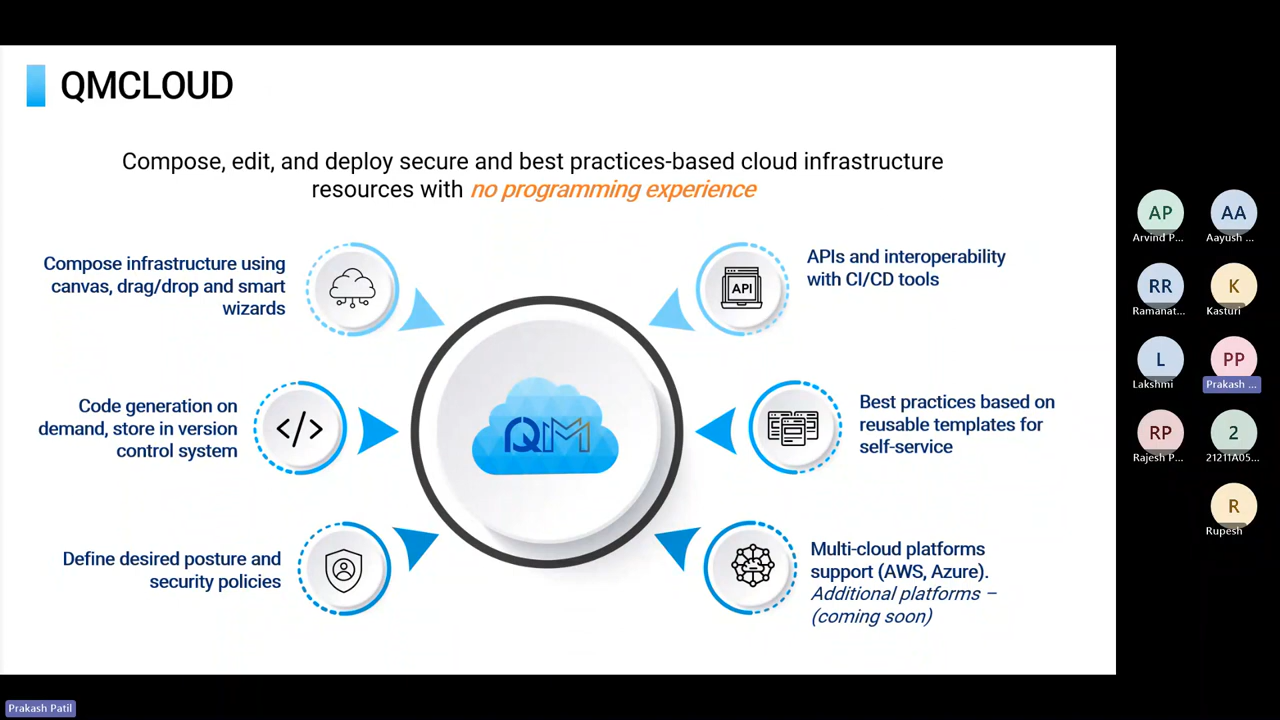 QMCLOUD
Compose, edit, and deploy secure and best practices-based cloud infrastructure
resources with no programming experience
Compose infrastructure using
canvas, drag/drop and smart
wizards
APIs and interoperability
with CI/CD tools
API
Code generation on
demand, store in version
control system
</>
QM
Best practices based on
reusable templates for
self-service
Define desired posture and
security policies
Multi-cloud platforms
support (AWS, Azure).
Additional platforms –
(coming soon)
AP
Arvind P...
AA
Aayush ...
RR
Ramanat...
K
Kasturi
L
Lakshmi
PP
Prakash ...
RP
Rajesh P...
2
21211A05...
R
Rupesh
Prakash Patil